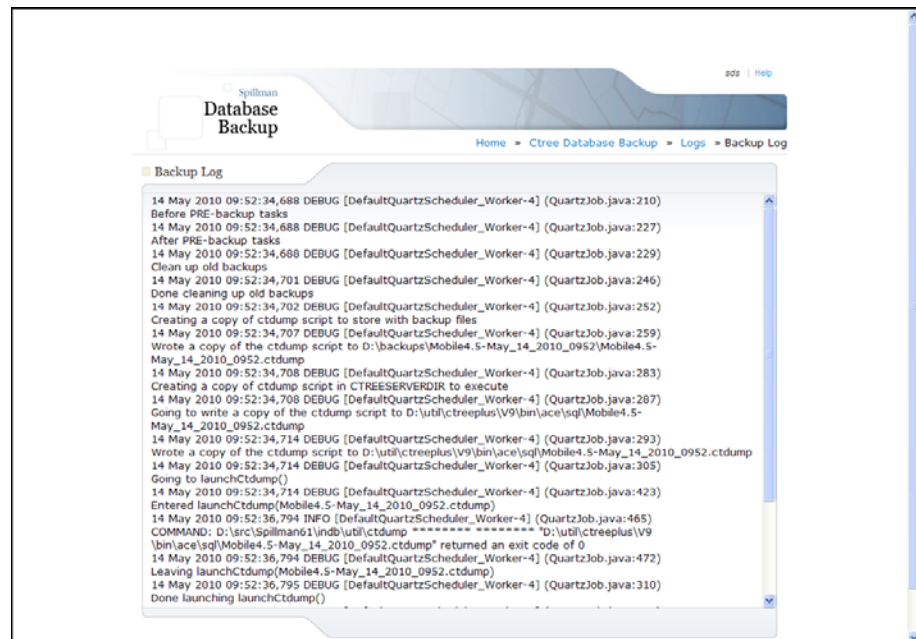 sds | Help
Spillman
Database
Backup
Home » Ctree Database Backup » Logs » Backup Log
Backup Log
14 May 2010 09:52:34,688 DEBUG [DefaultQuartzScheduler_Worker-4] (QuartzJob.java:210)
Before PRE-backup tasks
14 May 2010 09:52:34,688 DEBUG [DefaultQuartzScheduler_Worker-4] (QuartzJob.java:227)
After PRE-backup tasks
14 May 2010 09:52:34,688 DEBUG [DefaultQuartzScheduler_Worker-4] (QuartzJob.java:229)
Clean up old backups
14 May 2010 09:52:34,701 DEBUG [DefaultQuartzScheduler_Worker-4] (QuartzJob.java:246)
Done cleaning up old backups
14 May 2010 09:52:34,702 DEBUG [DefaultQuartzScheduler_Worker-4] (QuartzJob.java:252)
Creating a copy of ctdump script to store with backup files
14 May 2010 09:52:34,707 DEBUG [DefaultQuartzScheduler_Worker-4] (QuartzJob.java:259)
Wrote a copy of the ctdump script to D:\backups\Mobile4.5-May_14_2010_0952\Mobile4.5-
May_14_2010_0952.ctdump
14 May 2010 09:52:34,708 DEBUG [DefaultQuartzScheduler_Worker-4] (QuartzJob.java:283)
Creating a copy of ctdump script in CTREESERVERDIR to execute
14 May 2010 09:52:34,708 DEBUG [DefaultQuartzScheduler_Worker-4] (QuartzJob.java:287)
Going to write a copy of the ctdump script to D:\util\ctreeplus\V9\bin\ace\sql\Mobile4.5-
May_14_2010_0952.ctdump
14 May 2010 09:52:34,714 DEBUG [DefaultQuartzScheduler_Worker-4] (QuartzJob.java:293)
Wrote a copy of the ctdump script to D:\util\ctreeplus\V9\bin\ace\sql\Mobile4.5-May_14_2010_0952.ctdump
14 May 2010 09:52:34,714 DEBUG [DefaultQuartzScheduler_Worker-4] (QuartzJob.java:305)
Going to launchCtdump()
14 May 2010 09:52:34,714 DEBUG [DefaultQuartzScheduler_Worker-4] (QuartzJob.java:423)
Entered launchCtdump(Mobile4.5-May_14_2010_0952.ctdump)
14 May 2010 09:52:36,794 INFO [DefaultQuartzScheduler_Worker-4] (QuartzJob.java:465)
COMMAND: D:\src\Spillman61\indb\util\ctdump ******** ******** "D:\util\ctreeplus\V9
\bin\ace\sql\Mobile4.5-May_14_2010_0952.ctdump" returned an exit code of 0
14 May 2010 09:52:36,794 DEBUG [DefaultQuartzScheduler_Worker-4] (QuartzJob.java:472)
Leaving launchCtdump(Mobile4.5-May_14_2010_0952.ctdump)
14 May 2010 09:52:36,795 DEBUG [DefaultQuartzScheduler_Worker-4] (QuartzJob.java:310)
Done launching launchCtdump()